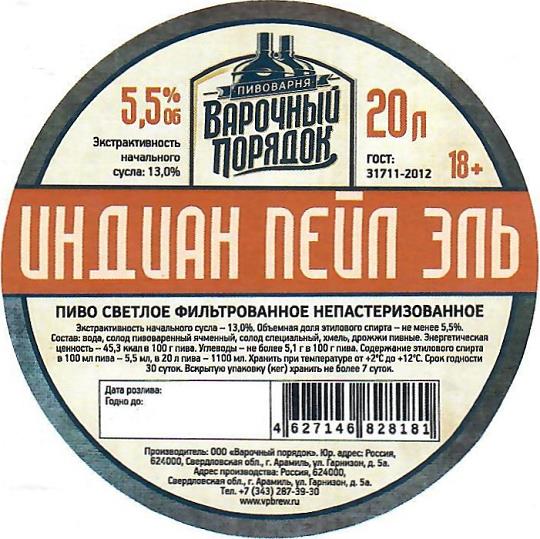 ПИВОВАРНЯ
ВАРОЧНЫЙ
ПОРЯДОК
5,5% об
Экстрактивность
начального
сусла: 13,0%
20 л
ГОСТ:
31711-2012
18+
ИНДИАН ПЕЙЛ ЭЛЬ
ПИВО СВЕТЛОЕ ФИЛЬТРОВАННОЕ НЕПАСТЕРИЗОВАННОЕ
Экстрактивность начального сусла – 13,0%. Объемная доля этилового спирта – не менее 5,5%.
Состав: вода, солод пивоваренный ячменный, солод специальный, хмель, дрожжи пивные. Энергетическая
ценность – 45,3 ккал в 100 г пива. Углеводы – не более 5,1 г в 100 г пива. Содержание этилового спирта
в 100 мл пива – 5,5 мл, в 20 л пива – 1100 мл. Хранить при температуре от +2°С до +12°С. Срок годности
30 суток. Вскрытую упаковку (кег) хранить не более 7 суток.
Дата розлива:
Годно до:
4 627146 828181
Производитель: ООО «Варочный порядок». Юр. адрес: Россия,
624000, Свердловская обл., г. Арамиль, ул. Гарнизон, д. 5а.
Адрес производства: Россия, 624000,
Свердловская обл., г. Арамиль, ул. Гарнизон, д. 5а.
Тел. +7 (343) 287-39-30
www.vpbrew.ru